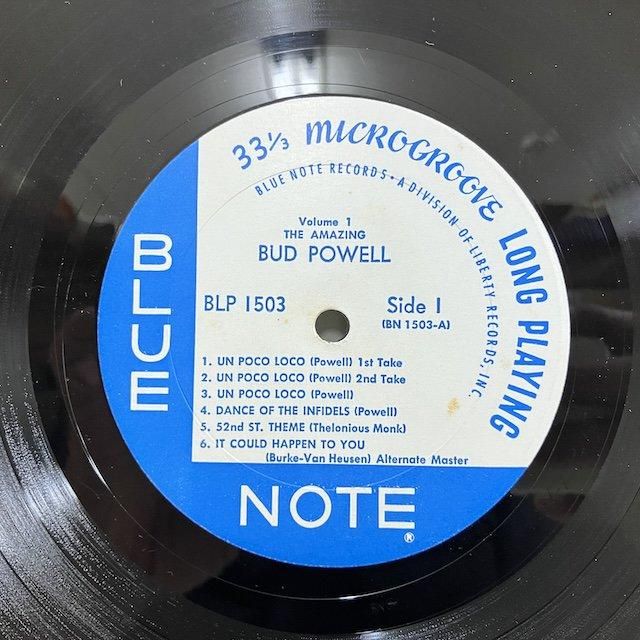 33⅓ MICROGROOVE LONG PLAYING
BLUE NOTE RECORDS • A DIVISION OF LIBERTY RECORDS, INC.
Volume 1
THE AMAZING
BUD POWELL
BLP 1503
Side 1
(BN 1503-A)
1. UN POCO LOCO (Powell) 1st Take
2. UN POCO LOCO (Powell) 2nd Take
3. UN POCO LOCO (Powell)
4. DANCE OF THE INFIDELS (Powell)
5. 52nd ST. THEME (Thelonious Monk)
6. IT COULD HAPPEN TO YOU
(Burke-Van Heusen) Alternate Master
BLUE
NOTE®